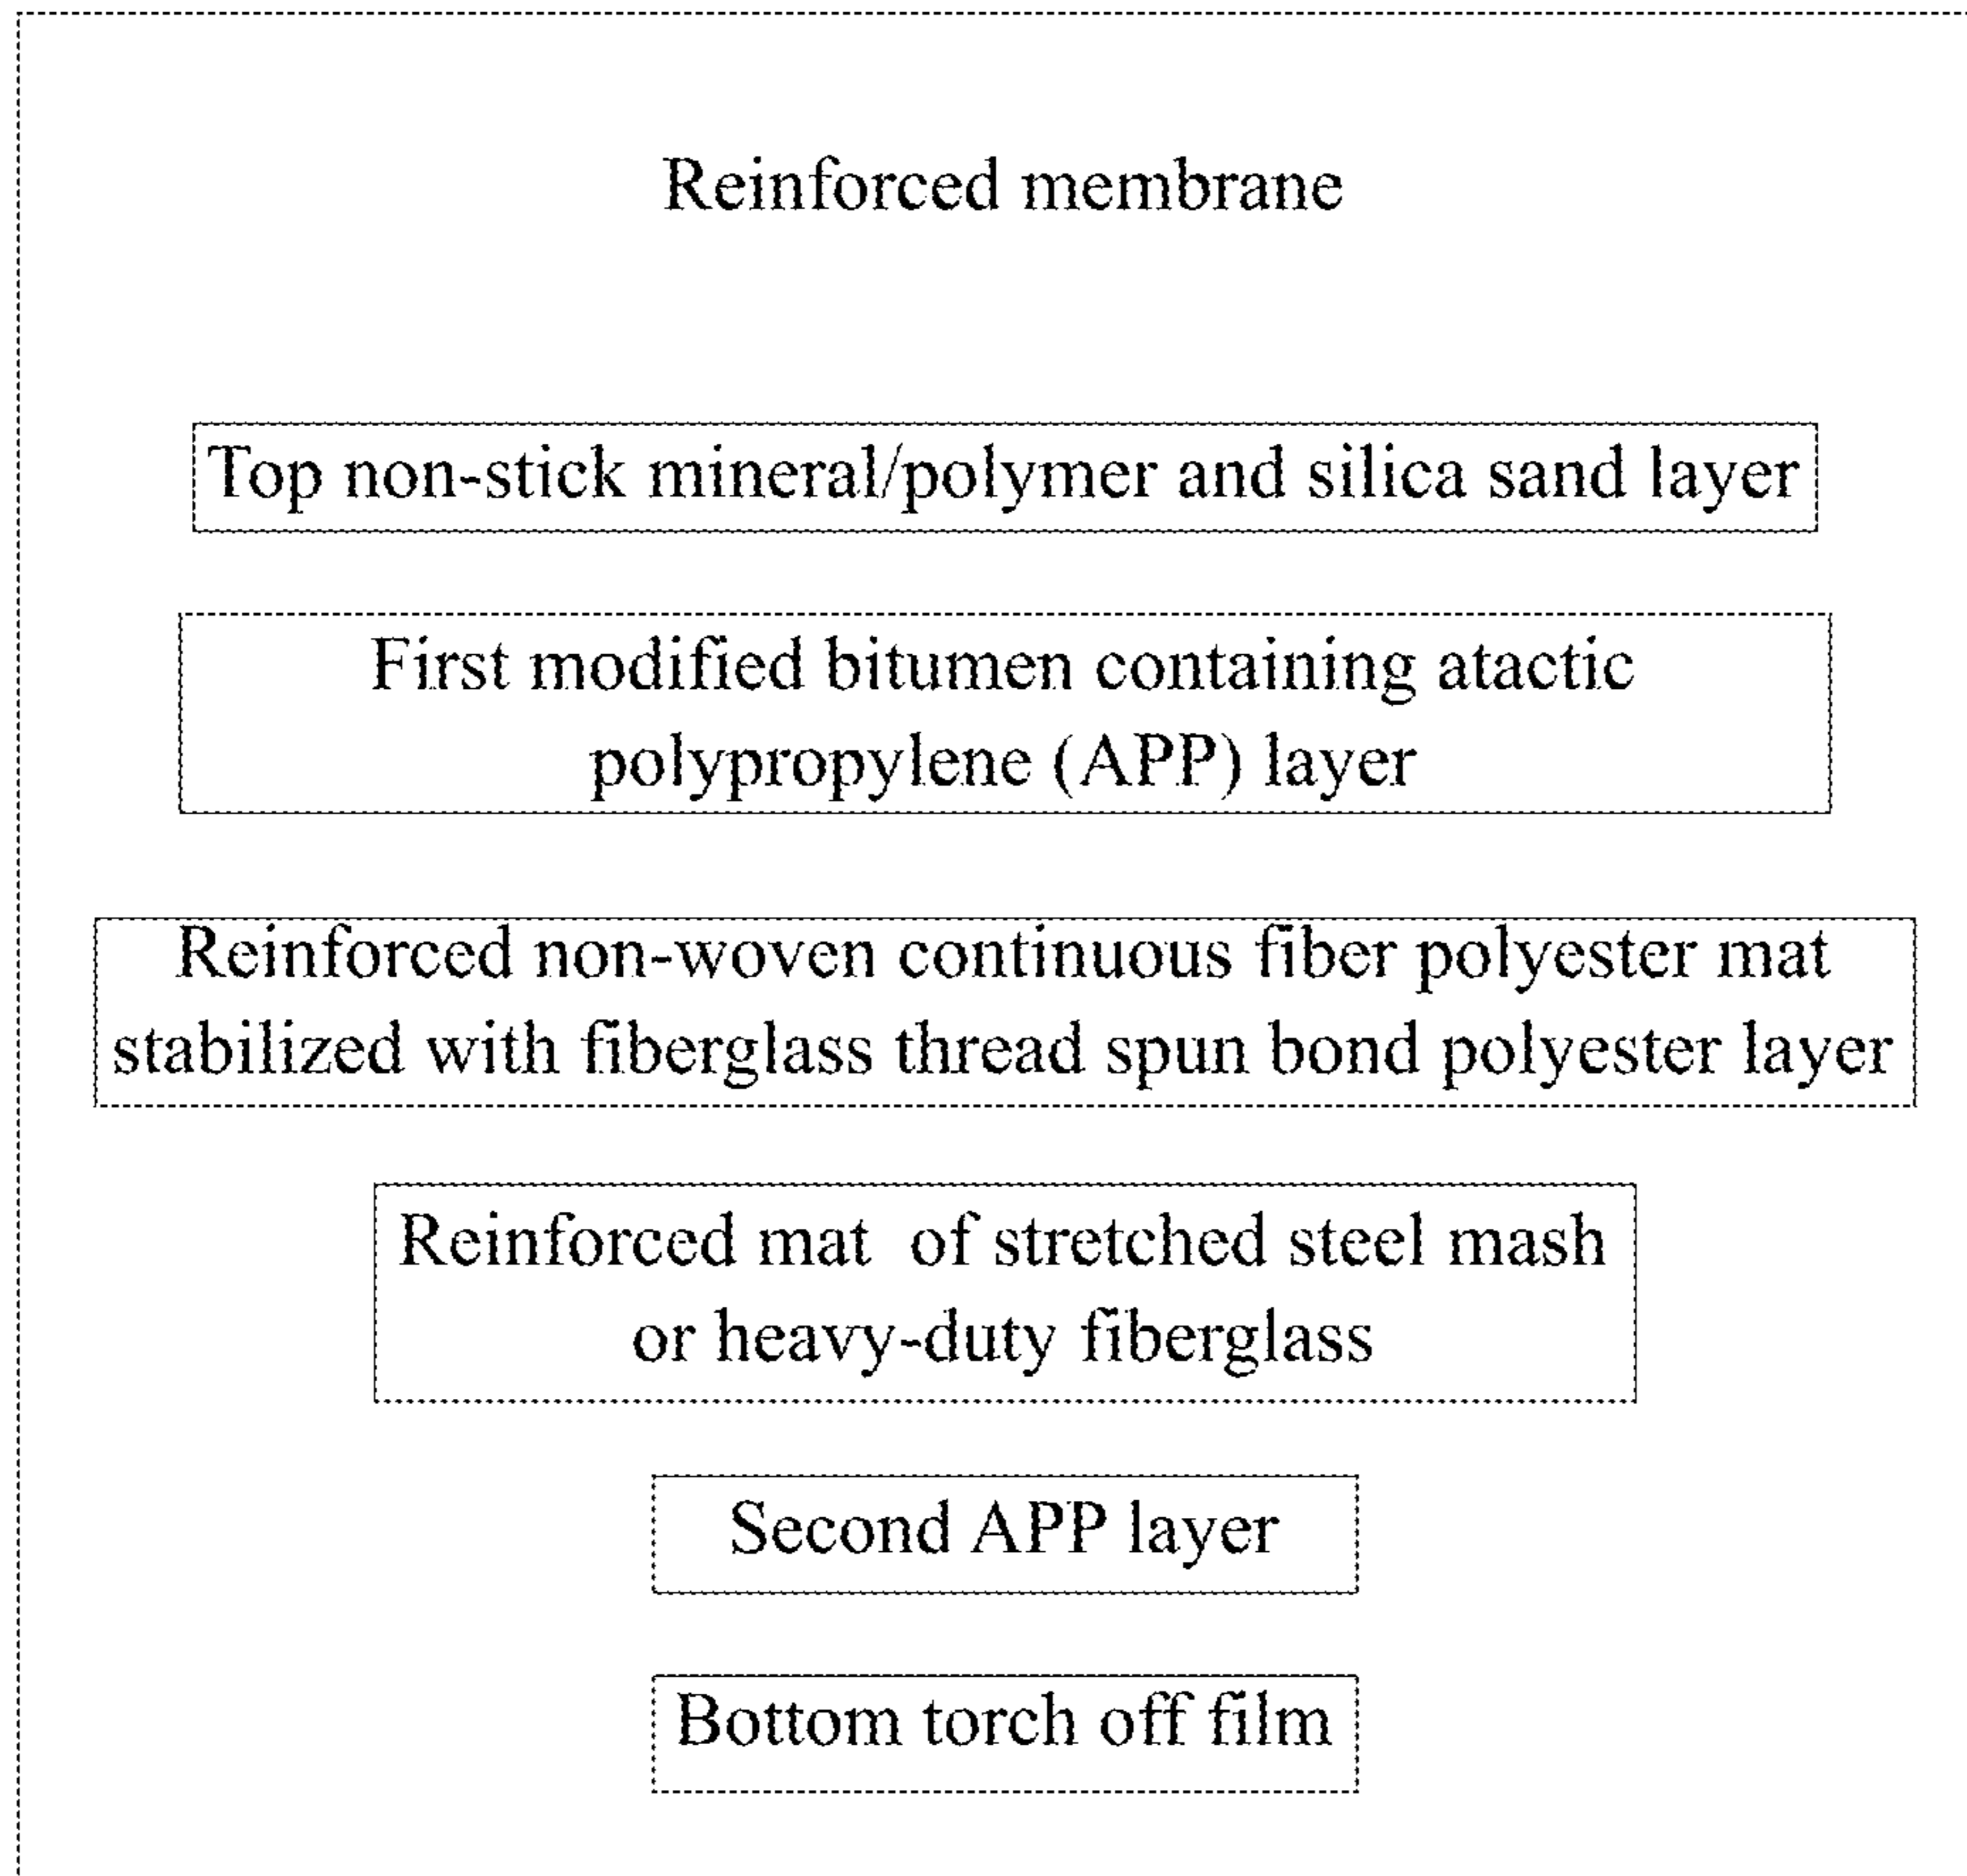 Reinforced membrane
Top non-stick mineral/polymer and silica sand layer
First modified bitumen containing atactic
polypropylene (APP) layer
Reinforced non-woven continuous fiber polyester mat
stabilized with fiberglass thread spun bond polyester layer
Reinforced mat of stretched steel mash
or heavy-duty fiberglass
Second APP layer
Bottom torch off film